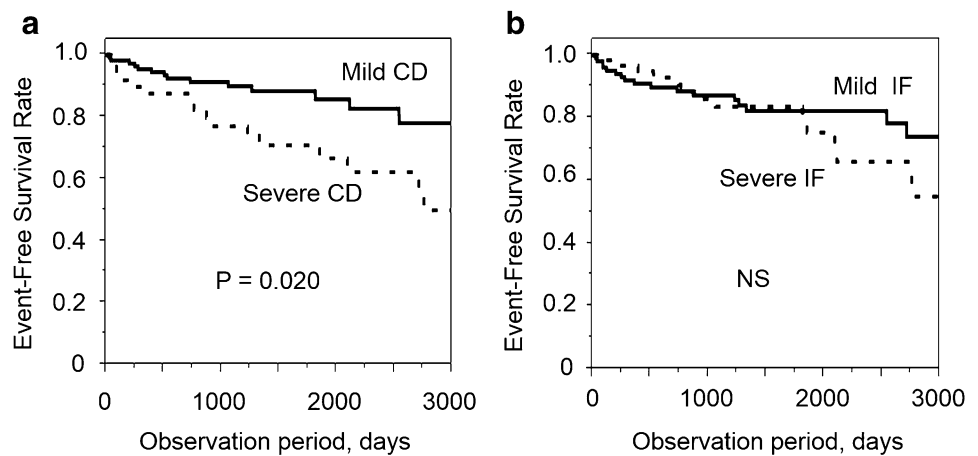 a
Event-Free Survival Rate
1.0
0.8
0.6
0.4
0.2
0
Mild CD
Severe CD
P = 0.020
0
1000
2000
3000
Observation period, days
b
Event-Free Survival Rate
1.0
0.8
0.6
0.4
0.2
0
Mild IF
Severe IF
NS
0
1000
2000
3000
Observation period, days